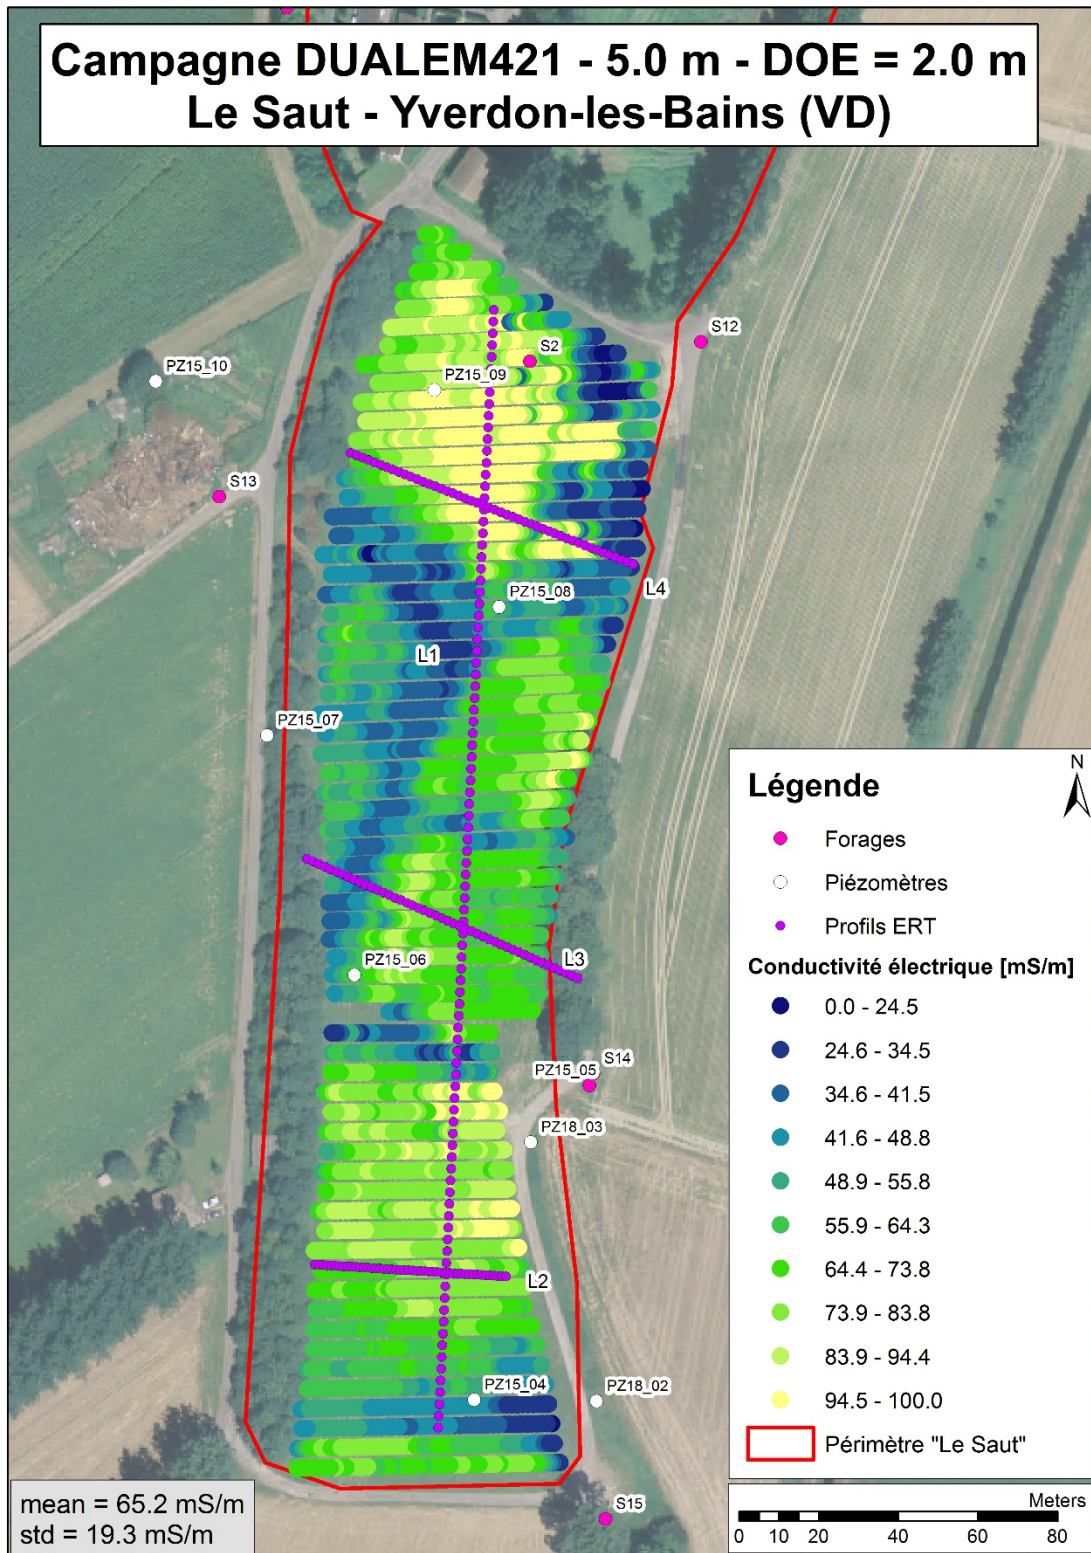 Campagne DUALEM421 - 5.0 m - DOE = 2.0 m
Le Saut - Yverdon-les-Bains (VD)
S12
S2
PZ15_10
PZ15_09
S13
L4
PZ15_08
L1
PZ15_07
L3
PZ15_06
S14
PZ15_05
PZ18_03
L2
PZ15_04
PZ18_02
S15
Légende
N
Forages
Piézomètres
Profils ERT
Conductivité électrique [mS/m]
0.0 - 24.5
24.6 - 34.5
34.6 - 41.5
41.6 - 48.8
48.9 - 55.8
55.9 - 64.3
64.4 - 73.8
73.9 - 83.8
83.9 - 94.4
94.5 - 100.0
Périmètre "Le Saut"
mean = 65.2 mS/m
std = 19.3 mS/m
Meters
0 10 20 40 60 80